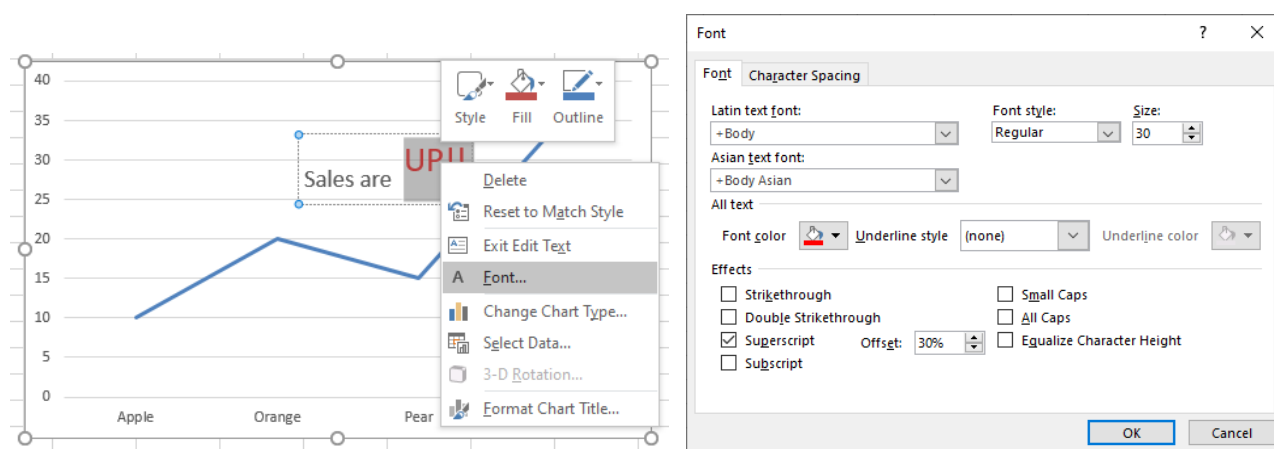 40
35
30
25
20
15
10
5
0
Apple Orange Pear
Sales are UP!!
Style Fill Outline
Delete
Reset to Match Style
Exit Edit Text
A Font...
Change Chart Type...
Select Data...
3-D Rotation...
Format Chart Title...
Font ? ×
Font Character Spacing
Latin text font: Font style: Size:
+Body Regular 30
Asian text font:
+Body Asian
All text
Font color Underline style (none) Underline color
Effects
Strikethrough Small Caps
Double Strikethrough All Caps
Superscript Offset: 30% Equalize Character Height
Subscript
OK Cancel